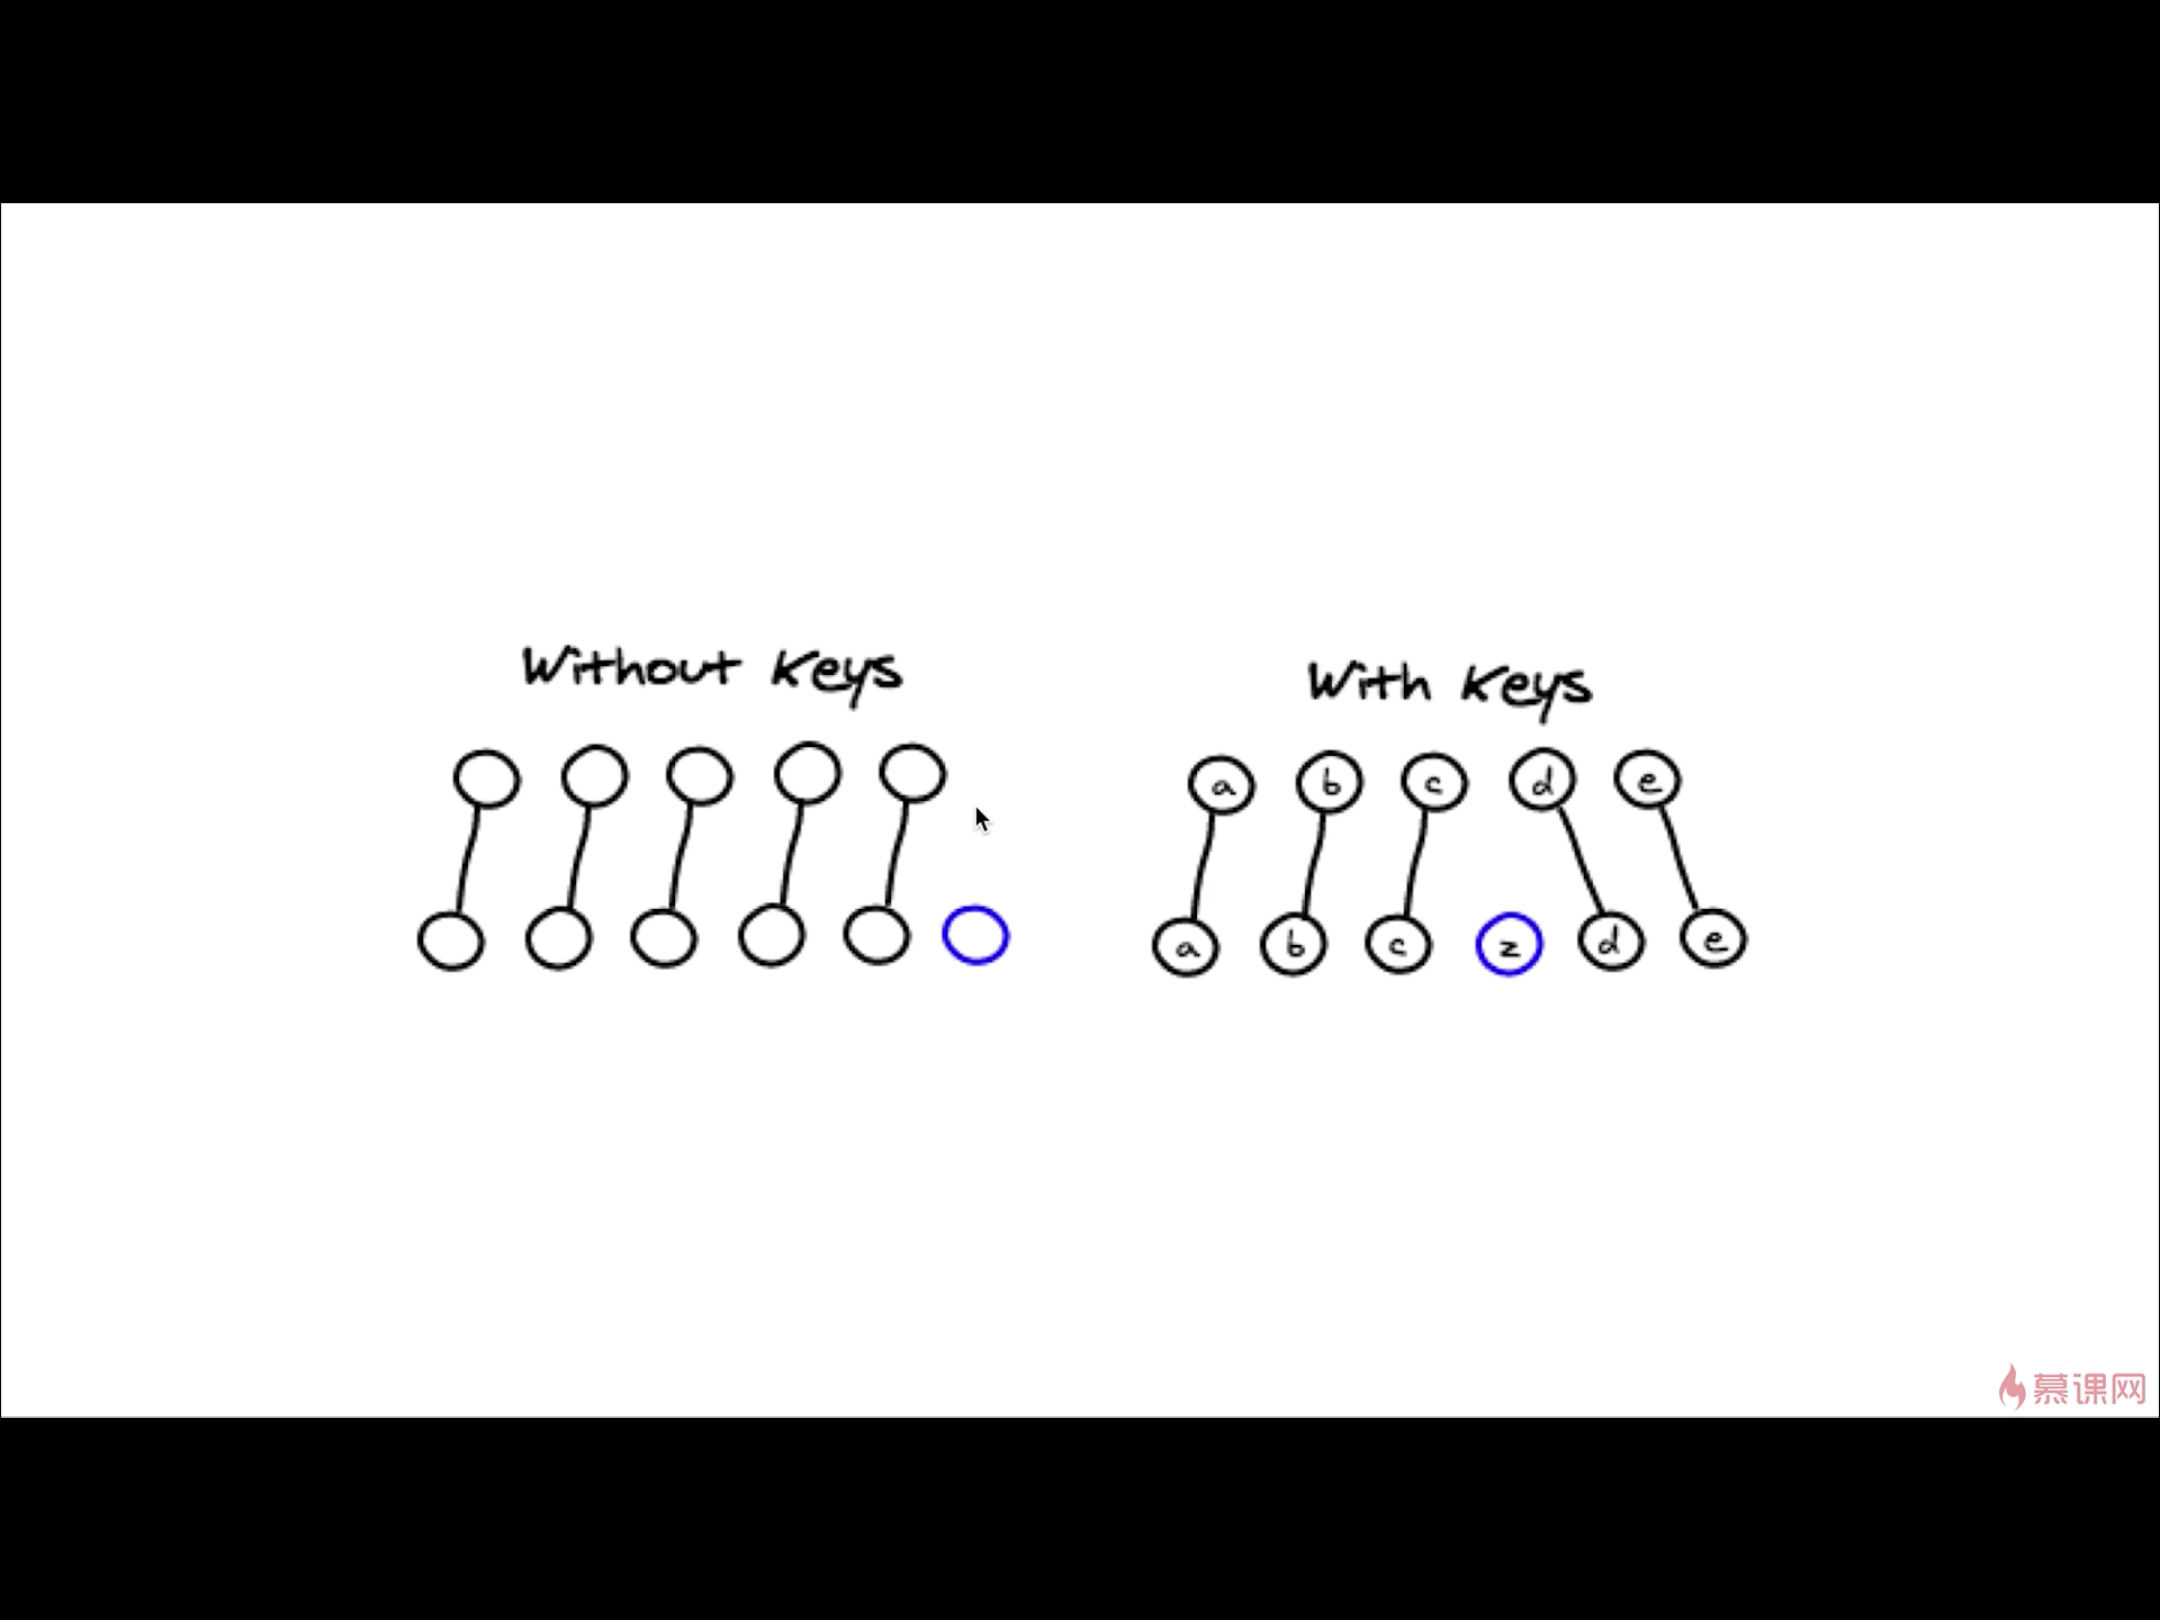 Without Keys
With Keys
a b c d e
a b c z d e
慕课网